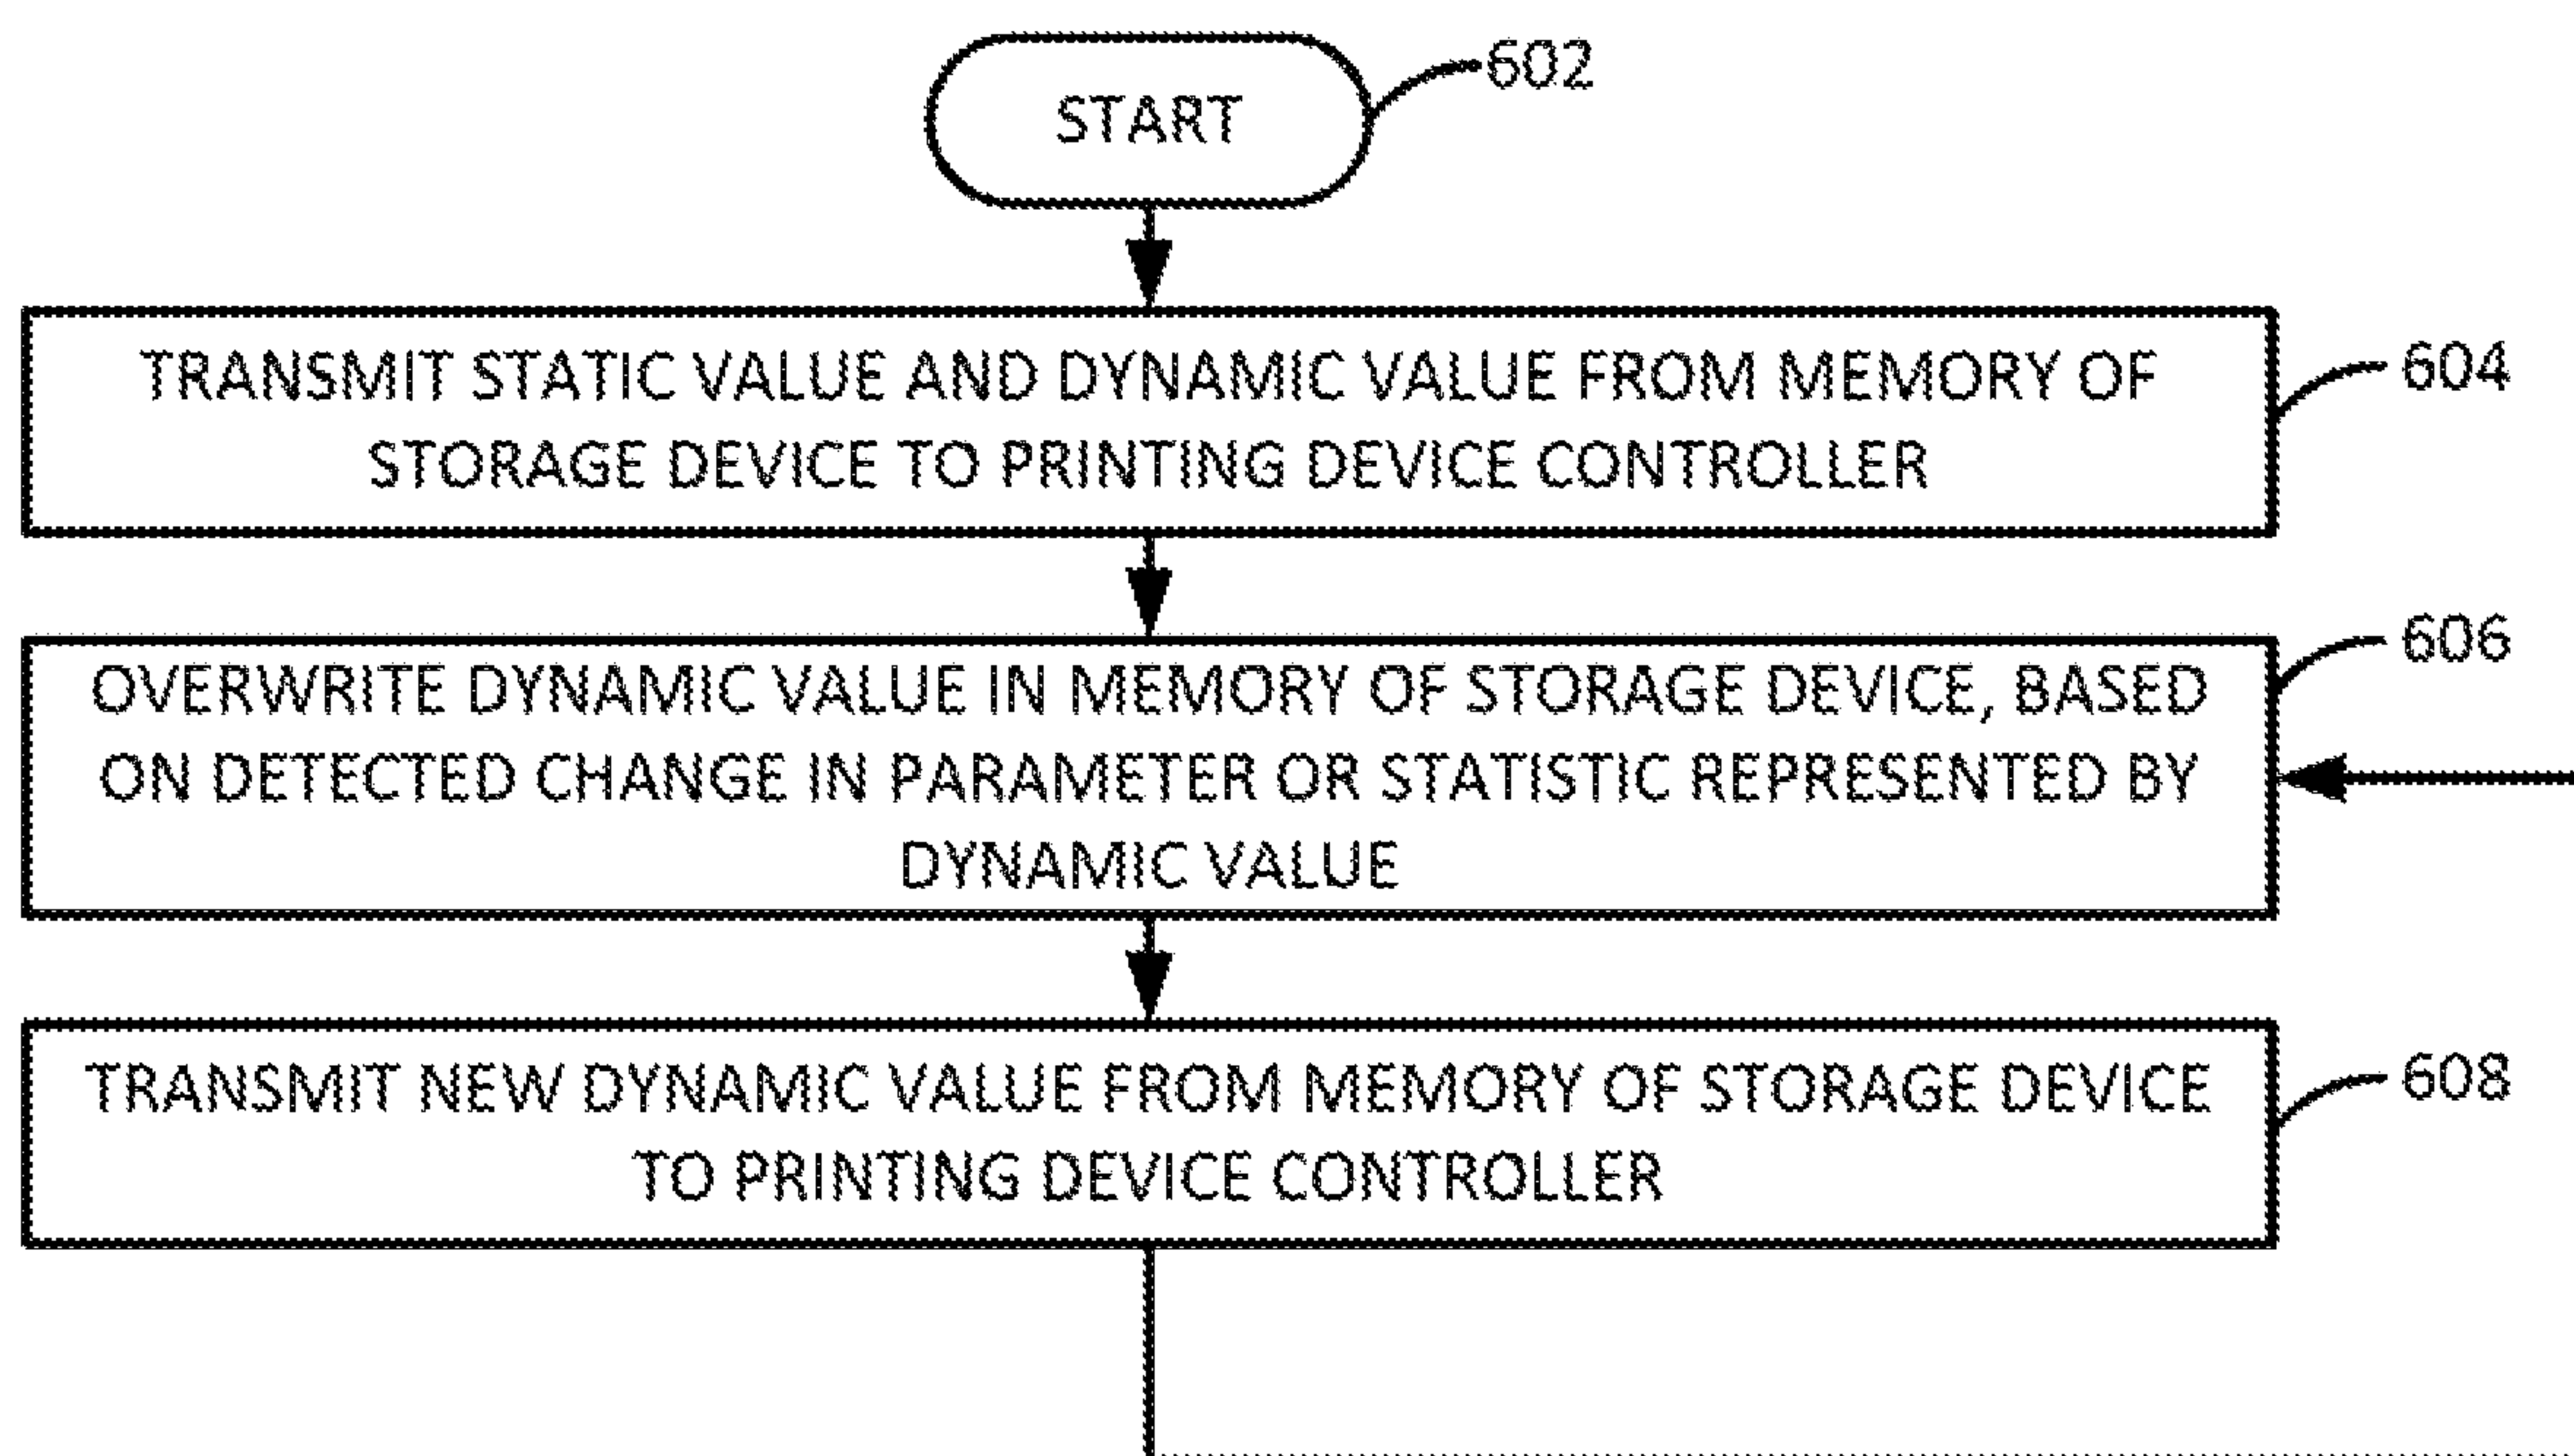 START
602
TRANSMIT STATIC VALUE AND DYNAMIC VALUE FROM MEMORY OF
STORAGE DEVICE TO PRINTING DEVICE CONTROLLER
604
OVERWRITE DYNAMIC VALUE IN MEMORY OF STORAGE DEVICE, BASED
ON DETECTED CHANGE IN PARAMETER OR STATISTIC REPRESENTED BY
DYNAMIC VALUE
606
TRANSMIT NEW DYNAMIC VALUE FROM MEMORY OF STORAGE DEVICE
TO PRINTING DEVICE CONTROLLER
608